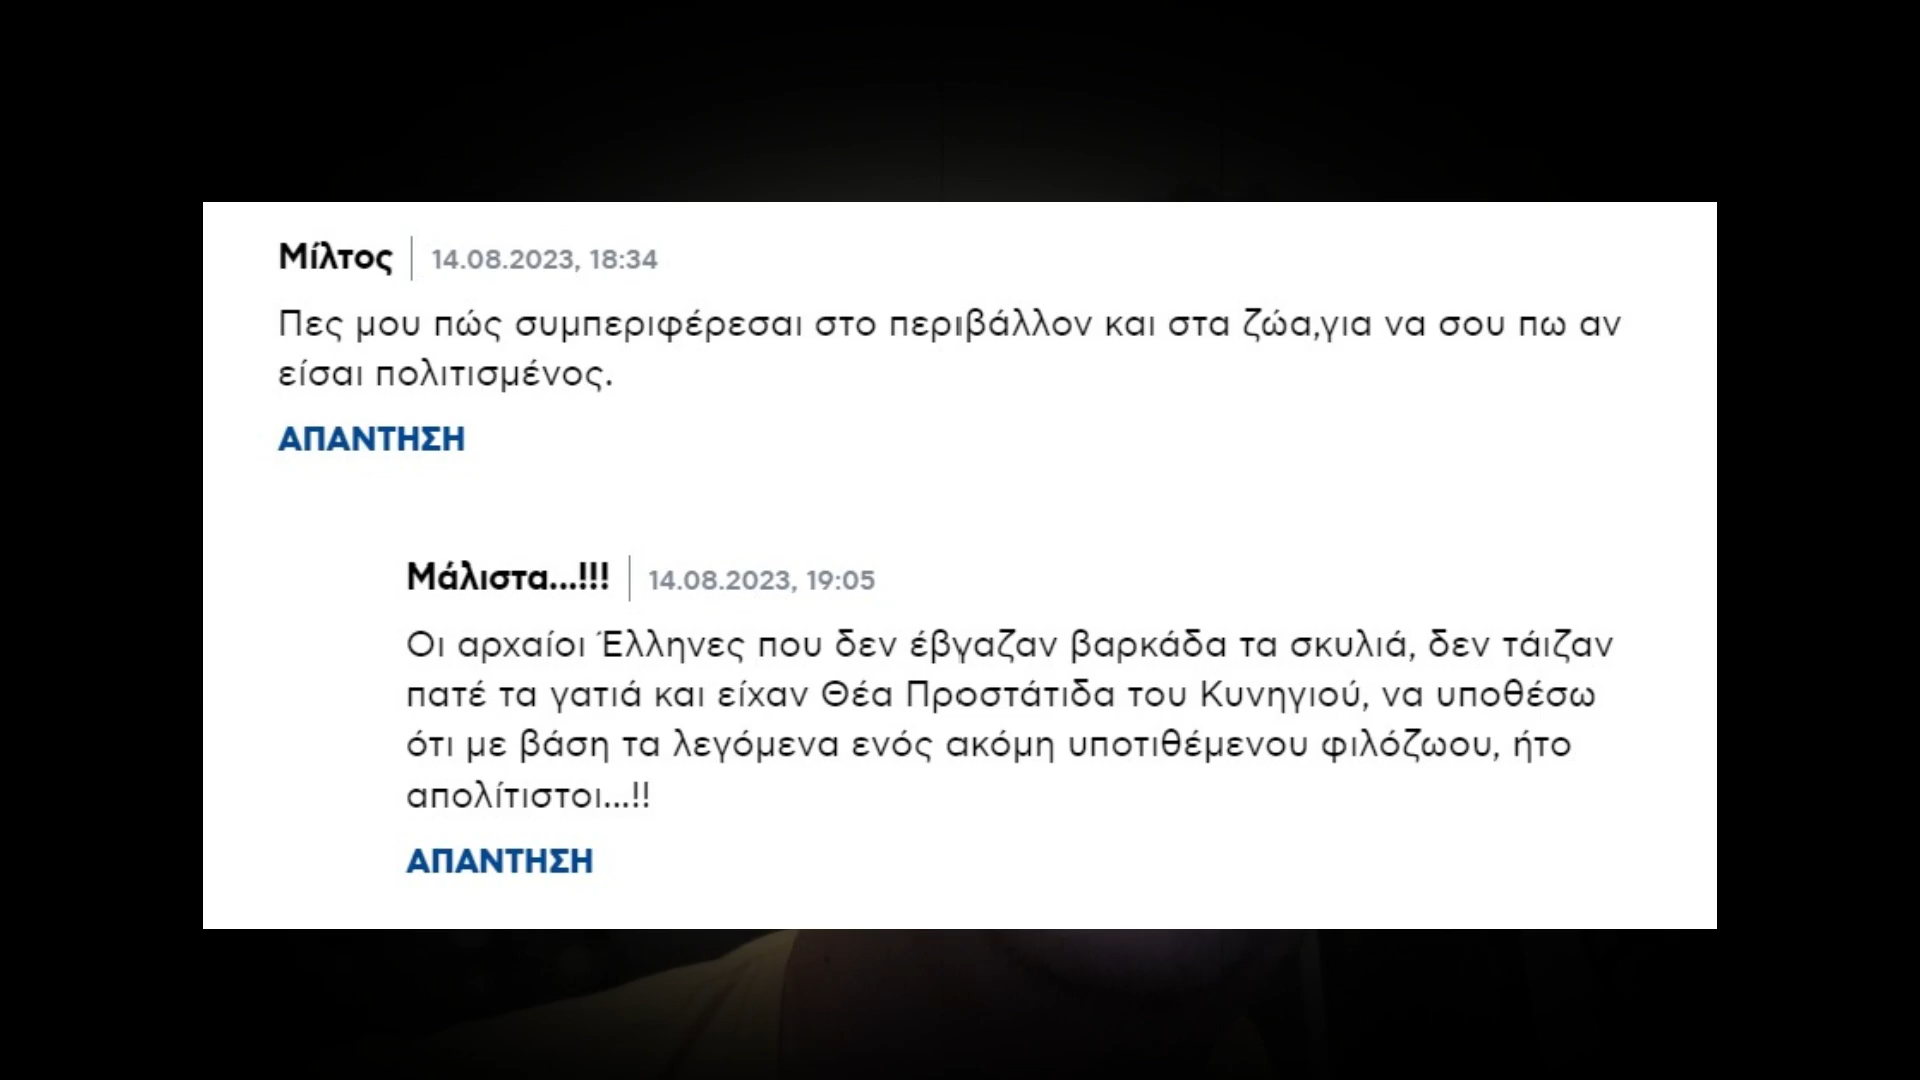 Μίλτος | 14.08.2023, 18:34
Πες μου πώς συμπεριφέρεσαι στο περιβάλλον και στα ζώα,για να σου πω αν
είσαι πολιτισμένος.
ΑΠΑΝΤΗΣΗ
Μάλιστα...!!! | 14.08.2023, 19:05
Οι αρχαίοι Έλληνες που δεν έβγαζαν βαρκάδα τα σκυλιά, δεν τάιζαν
πατέ τα γατιά και είχαν Θέα Προστάτιδα του Κυνηγιού, να υποθέσω
ότι με βάση τα λεγόμενα ενός ακόμη υποτιθέμενου φιλόζωου, ήτο
απολίτιστοι...!!
ΑΠΑΝΤΗΣΗ